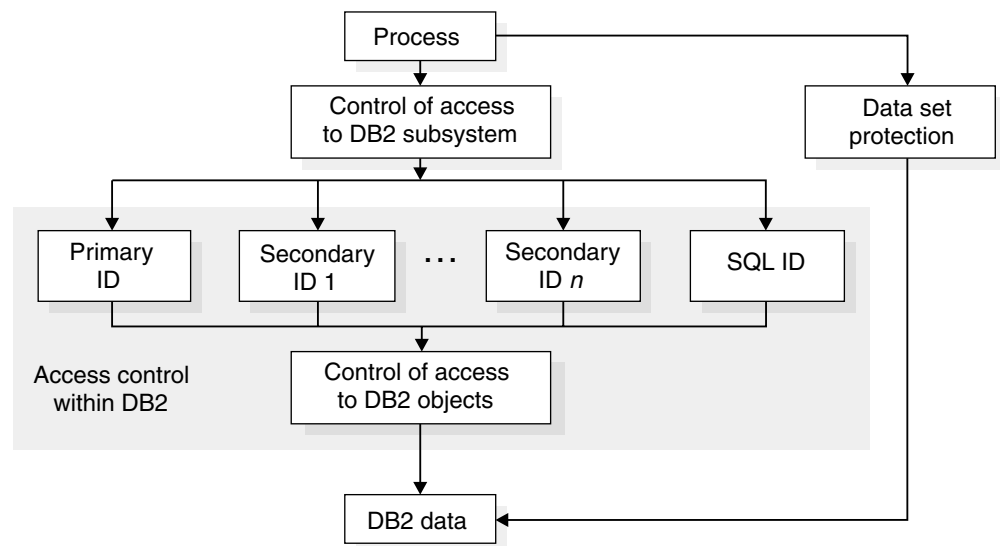 Process
Control of access
to DB2 subsystem
Data set
protection
Primary
ID
Secondary
ID 1
...
Secondary
ID n
SQL ID
Access control
within DB2
Control of access
to DB2 objects
DB2 data